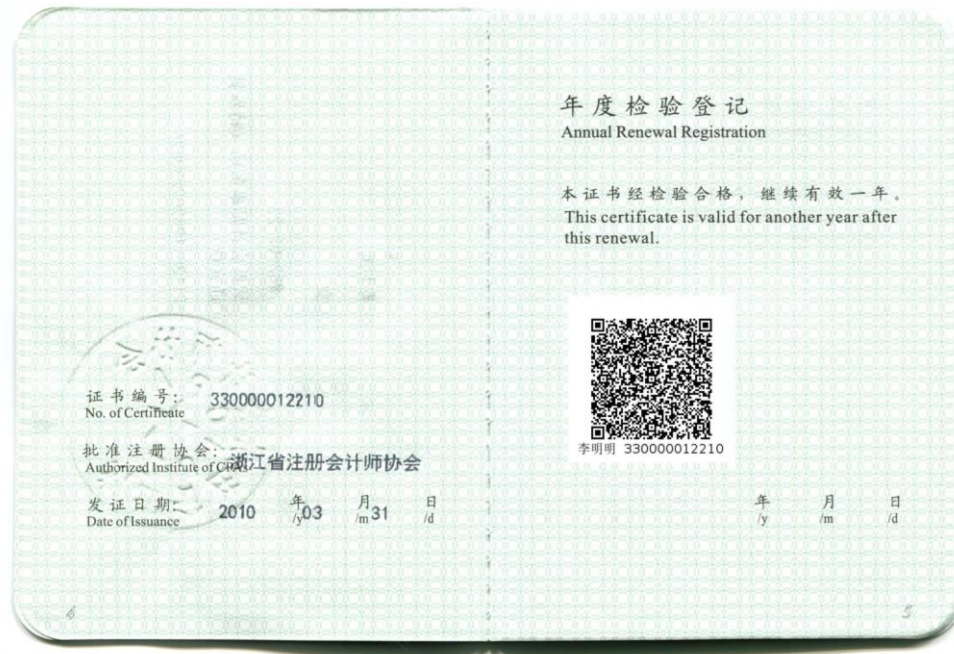 证书编号: 330000012210
No. of Certificate
批准注册协会: 浙江省注册会计师协会
Authorized Institute of CPAs
发证日期: 2010 年 03 月 31 日
Date of Issuance /y /m /d
4
年度检验登记
Annual Renewal Registration
本证书经检验合格，继续有效一年。
This certificate is valid for another year after
this renewal.
李明明 330000012210
年 月 日
/y /m /d
5